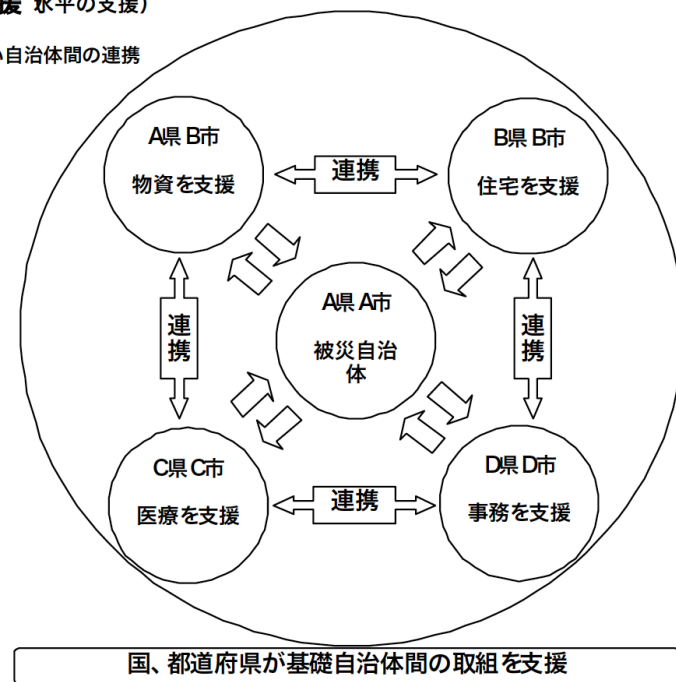 援 水平の支援）
自治体間の連携
A県 B市
物資を支援
連携
B県 B市
住宅を支援
連携
A県 A市
被災自治
体
連携
C県 C市
医療を支援
連携
D県 D市
事務を支援
国、都道府県が基礎自治体間の取組を支援